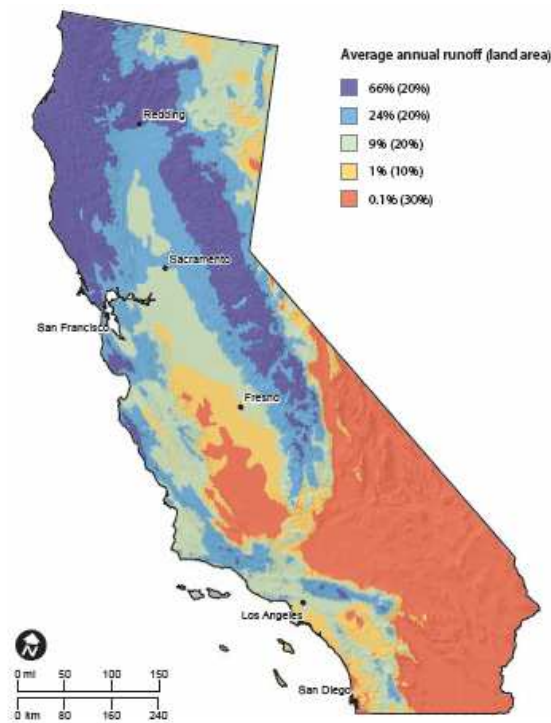 Average annual runoff (land area)
66% (20%)
24% (20%)
9% (20%)
1% (10%)
0.1% (30%)
Redding
Sacramento
San Francisco
Fresno
Los Angeles
San Diego
N
0 mi 50 100 150
0 km 80 160 240